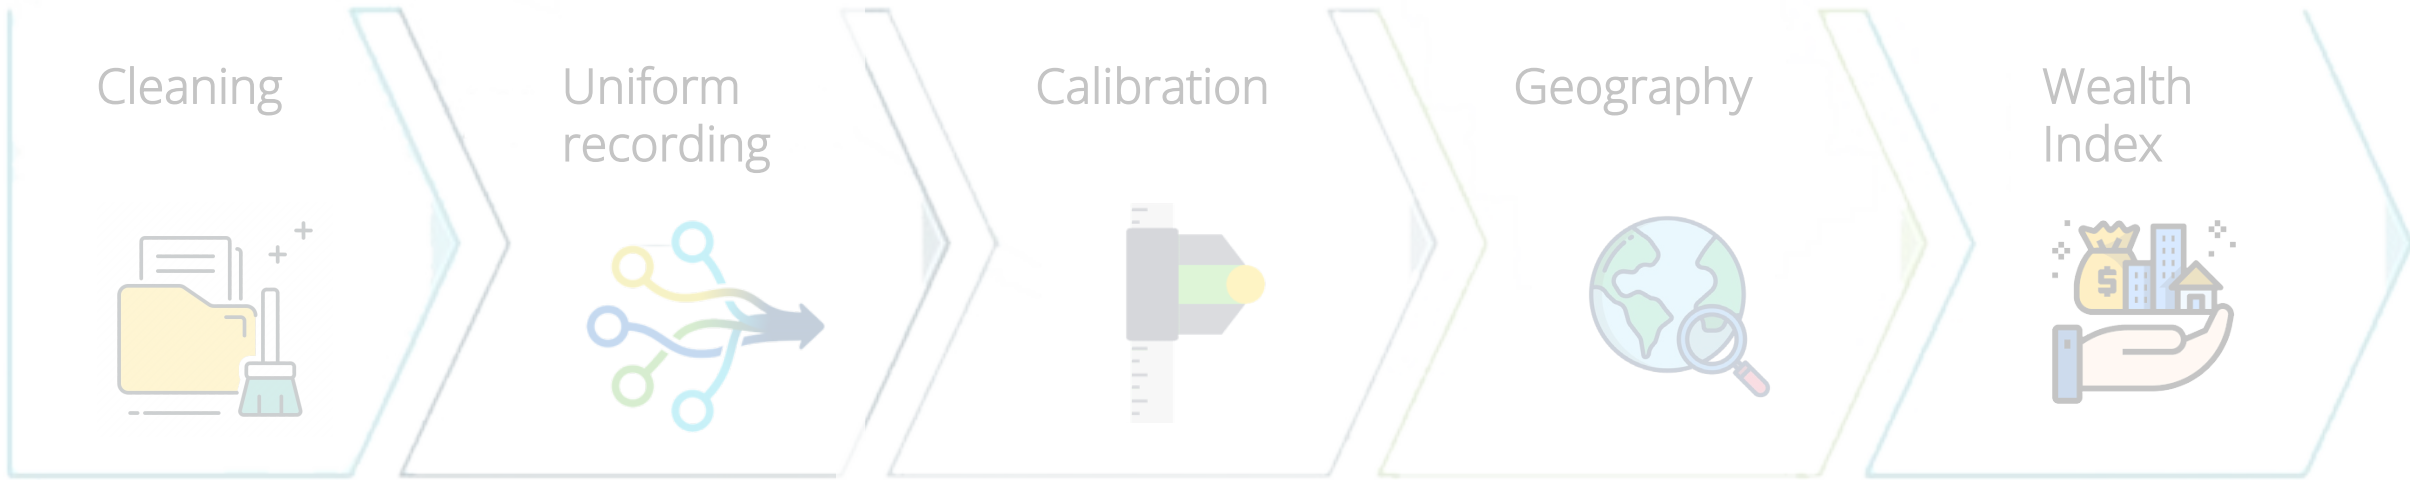 Cleaning
Uniform
recording
Calibration
Geography
Wealth
Index
$